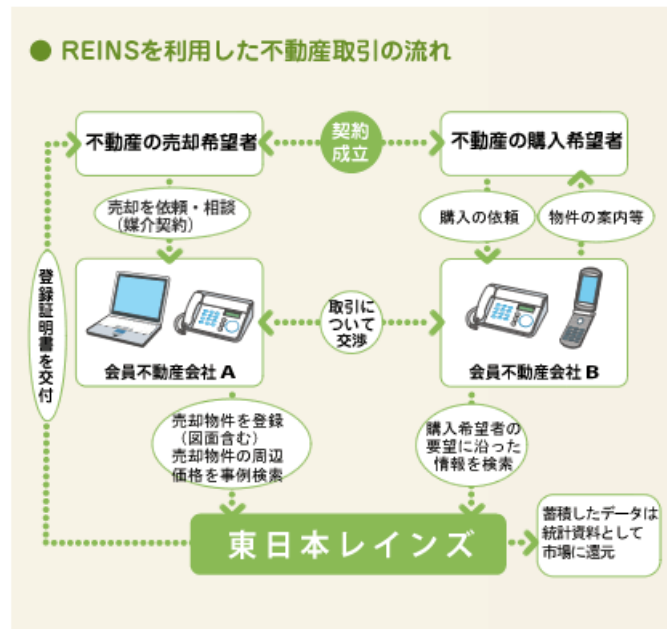 ● REINSを利用した不動産取引の流れ
不動産の売却希望者
契約
成立
不動産の購入希望者
売却を依頼・相談
(媒介契約)
購入の依頼
物件の案内等
登録証明書を交付
取引に
ついて
交渉
会員不動産会社 A
会員不動産会社 B
売却物件を登録
(図面含む)
売却物件の周辺
価格を事例検索
購入希望者の
要望に沿った
情報を検索
東日本レインズ
蓄積したデータは
統計資料として
市場に還元